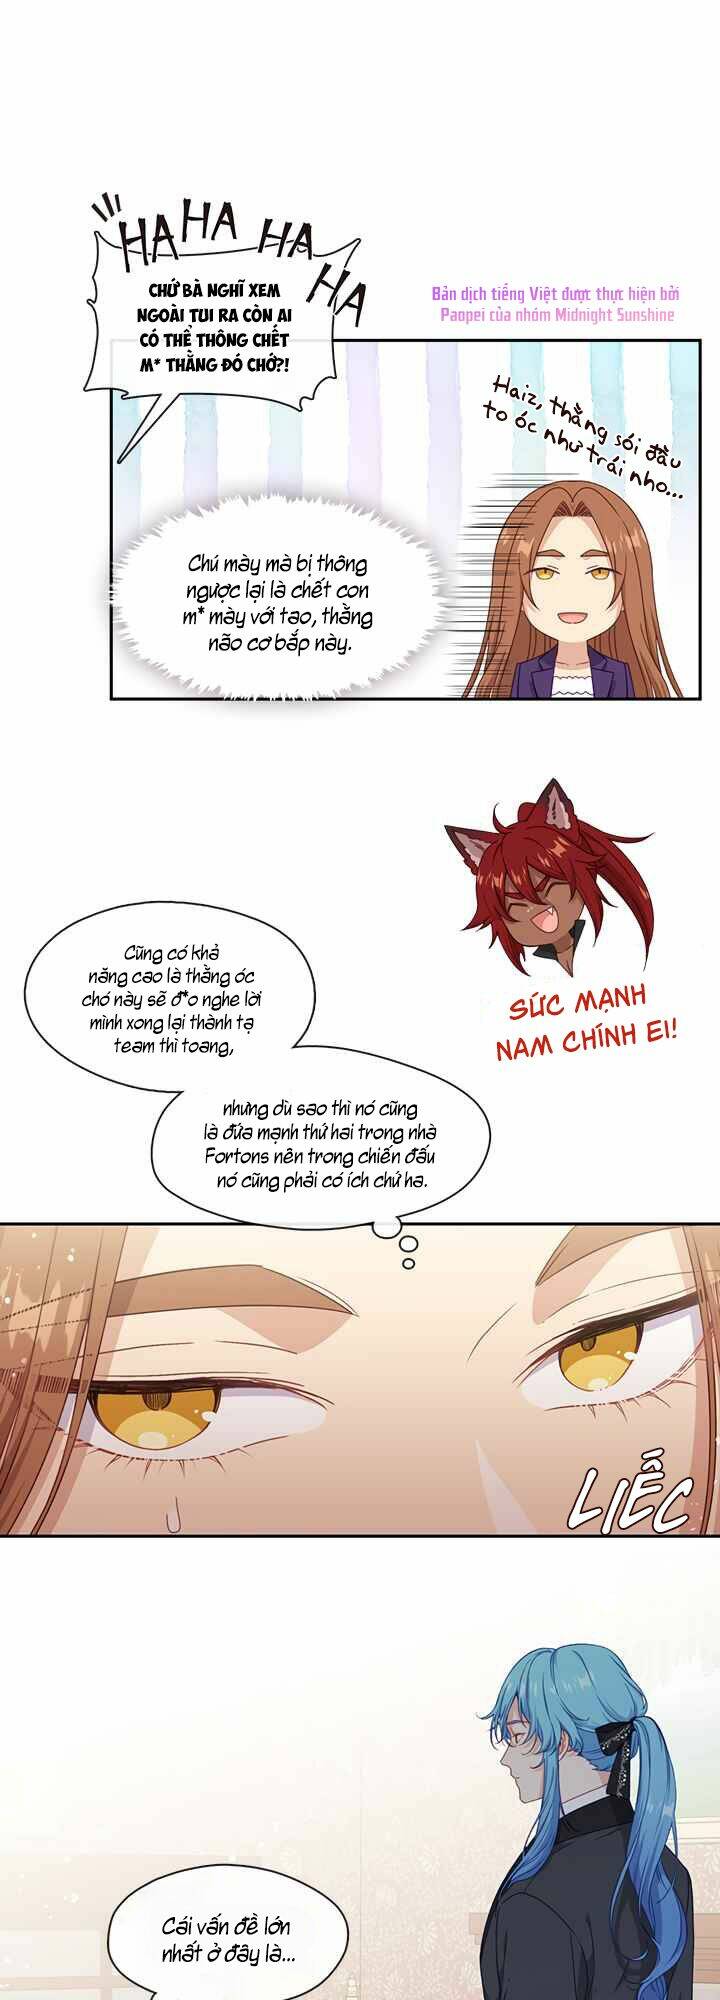 HA HA HA HA
CHỨ BÀ NGHĨ XEM
NGOÀI TUI RA CÒN AI
CÓ THỂ THÔNG CHẾT
M* THẰNG ĐÓ CHỚ?!
Bản dịch tiếng Việt được thực hiện bởi
Paopei của nhóm Midnight Sunshine
Haiz, thằng sói đầu
to óc như trái nho...
Chú mày mà bị thông
ngược lại là chết con
m* mày với tao, thằng
não cơ bắp này.
SỨC MẠNH
NAM CHÍNH EI!
Cũng có khả
năng cao là thằng óc
chó này sẽ đ*o nghe lời
mình xong lại thành tạ
team thì toang,
nhưng dù sao thì nó cũng
là đứa mạnh thứ hai trong nhà
Fortons nên trong chiến đấu
nó cũng phải có ích chứ ha.
LIẾC
Cái vấn đề lớn
nhất ở đây là...